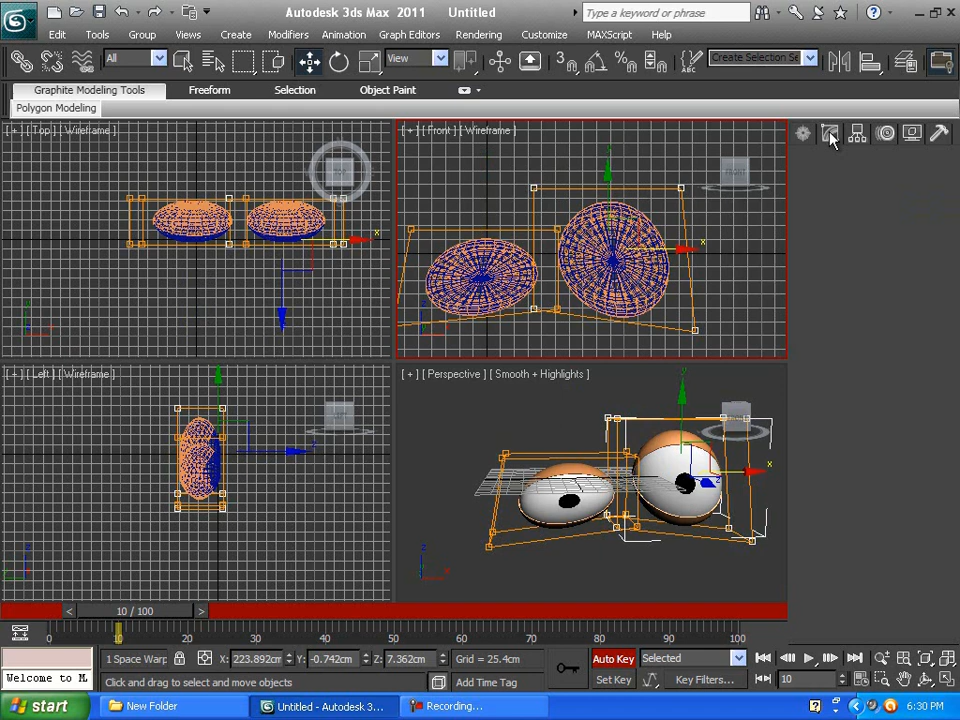 Autodesk 3ds Max 2011 Untitled
Type a keyword or phrase
Edit Tools Group Views Create Modifiers Animation Graph Editors Rendering Customize MAXScript Help
All View Create Selection Se
Graphite Modeling Tools Freeform Selection Object Paint
Polygon Modeling
[ + ] [ Top ] [ Wireframe ] [ + ] [ Front ] [ Wireframe ]
TOP FRONT
x y x
[ + ] [ Left ] [ Wireframe ] [ + ] [ Perspective ] [ Smooth + Highlights ]
LEFT
y x
z
z
< 10 / 100 >
0 10 20 30 40 50 60 70 80 90 100
1 Space Warp X: 223.892cm Y: -0.742cm Z: 7.362cm Grid = 25.4cm Auto Key Selected
Welcome to M Click and drag to select and move objects Add Time Tag Set Key Key Filters... 10
start New Folder Untitled - Autodesk 3... Recording... 6:30 PM